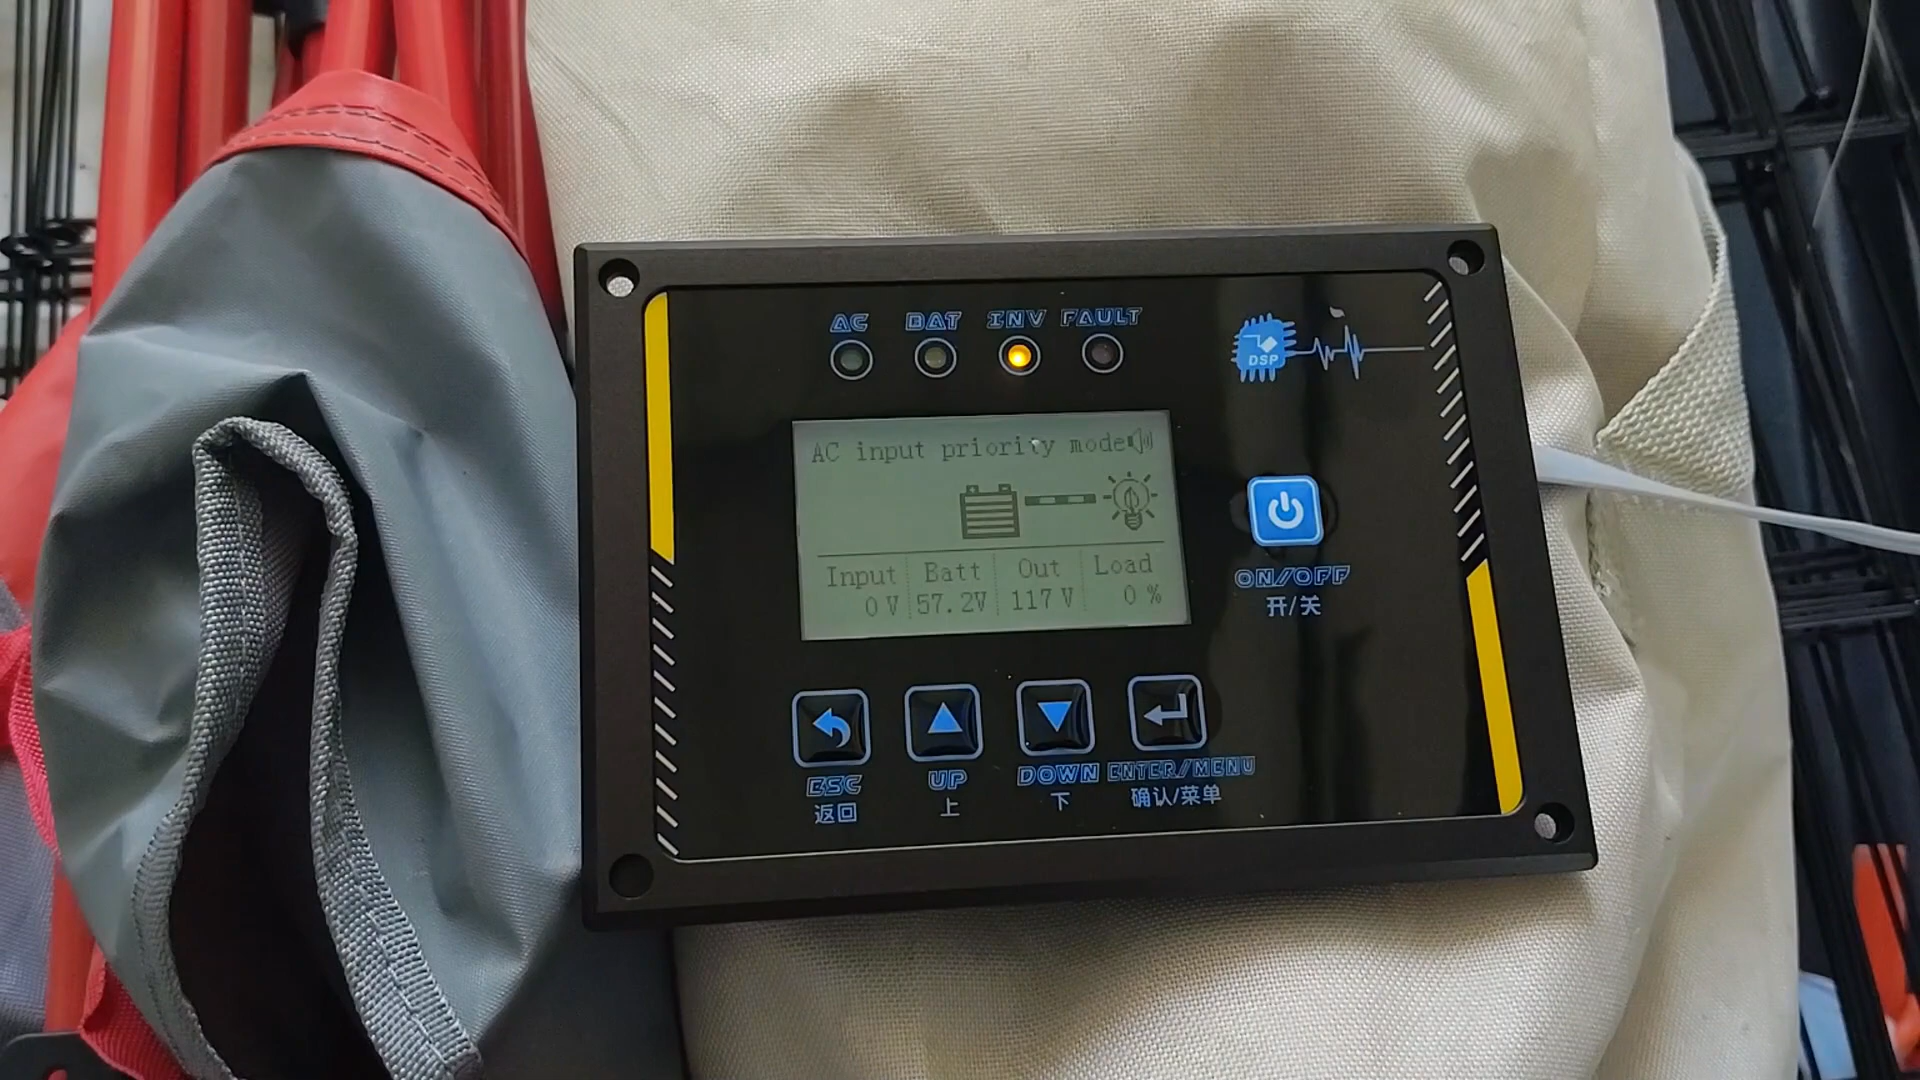 AC BAT INV FAULT
DSP
AC input priority mode
Input Batt Out Load
0 V 57.2V 117 V 0 %
ON/OFF
开/关
ESC UP DOWN ENTER/MENU
返回 上 下 确认/菜单